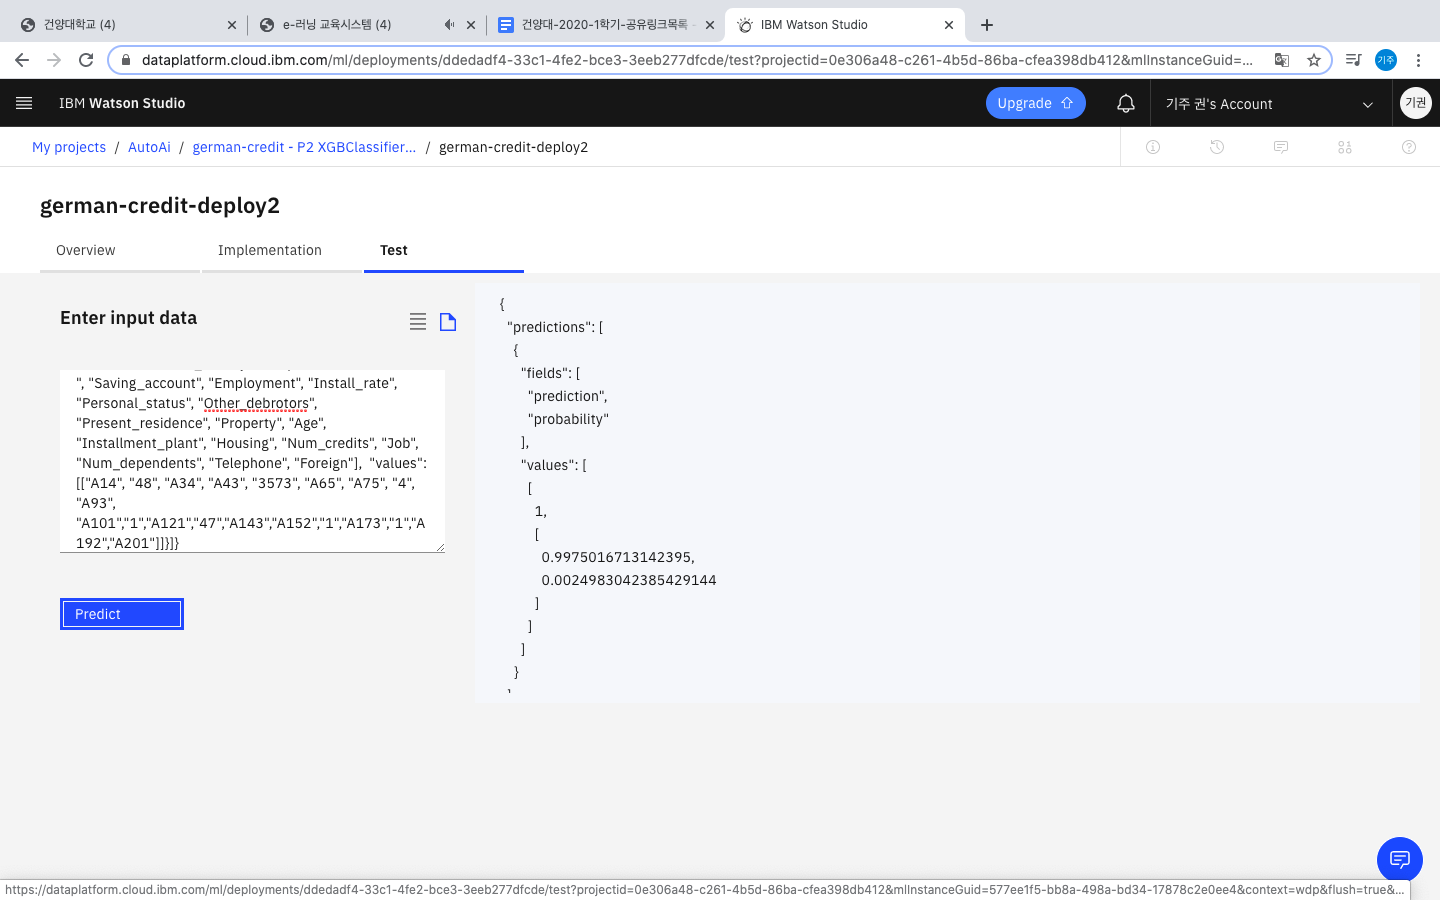 건양대학교 (4)
e-러닝 교육시스템 (4)
건양대-2020-1학기-공유링크목록 -
IBM Watson Studio
dataplatform.cloud.ibm.com/ml/deployments/ddedadf4-33c1-4fe2-bce3-3eeb277dfcde/test?projectid=0e306a48-c261-4b5d-86ba-cfea398db412&mlInstanceGuid=...
기주
IBM Watson Studio
Upgrade
기주 권's Account
기권
My projects / AutoAi / german-credit - P2 XGBClassifier... / german-credit-deploy2
german-credit-deploy2
Overview
Implementation
Test
Enter input data
", "Saving_account", "Employment", "Install_rate",
"Personal_status", "Other_debrotors",
"Present_residence", "Property", "Age",
"Installment_plant", "Housing", "Num_credits", "Job",
"Num_dependents", "Telephone", "Foreign"],  "values":
[["A14", "48", "A34", "A43", "3573", "A65", "A75", "4",
"A93",
"A101","1","A121","47","A143","A152","1","A173","1","A
192","A201"]]}]}
Predict
{
"predictions": [
{
"fields": [
"prediction",
"probability"
],
"values": [
[
1,
[
0.9975016713142395,
0.0024983042385429144
]
]
]
}
https://dataplatform.cloud.ibm.com/ml/deployments/ddedadf4-33c1-4fe2-bce3-3eeb277dfcde/test?projectid=0e306a48-c261-4b5d-86ba-cfea398db412&mlInstanceGuid=577ee1f5-bb8a-498a-bd34-17878c2e0ee4&context=wdp&flush=true&...